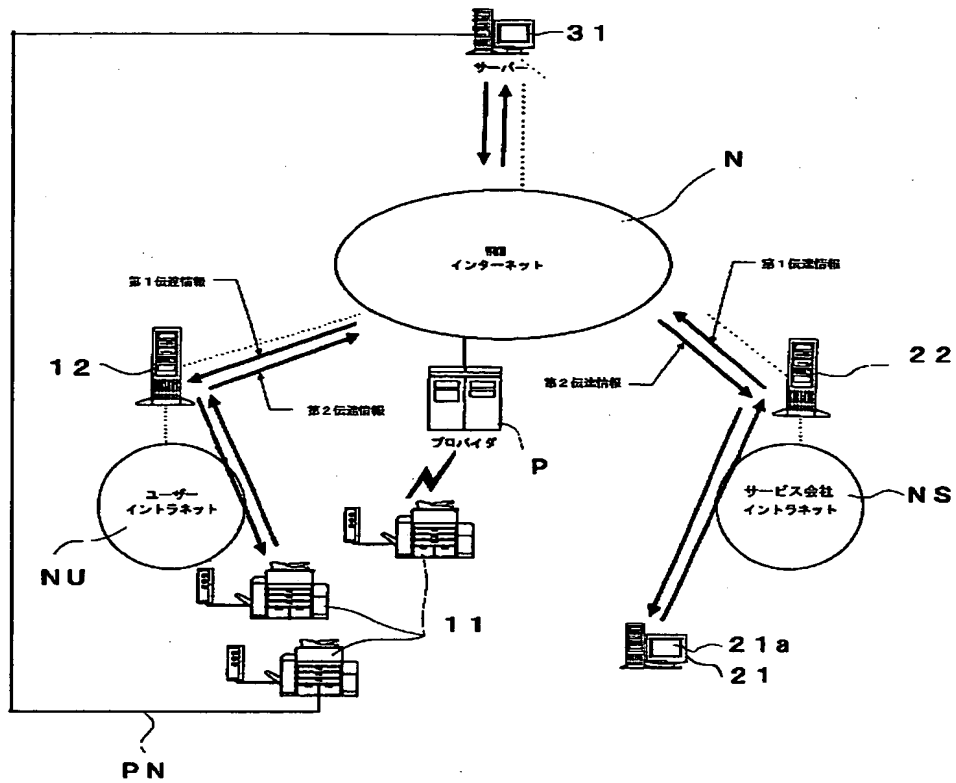 31
サーバー
N
インターネット
第1伝達情報
第1伝達情報
12
22
第2伝達情報
第2伝達情報
プロバイダ
P
ユーザー
イントラネット
サービス会社
イントラネット
NS
NU
11
21a
21
PN